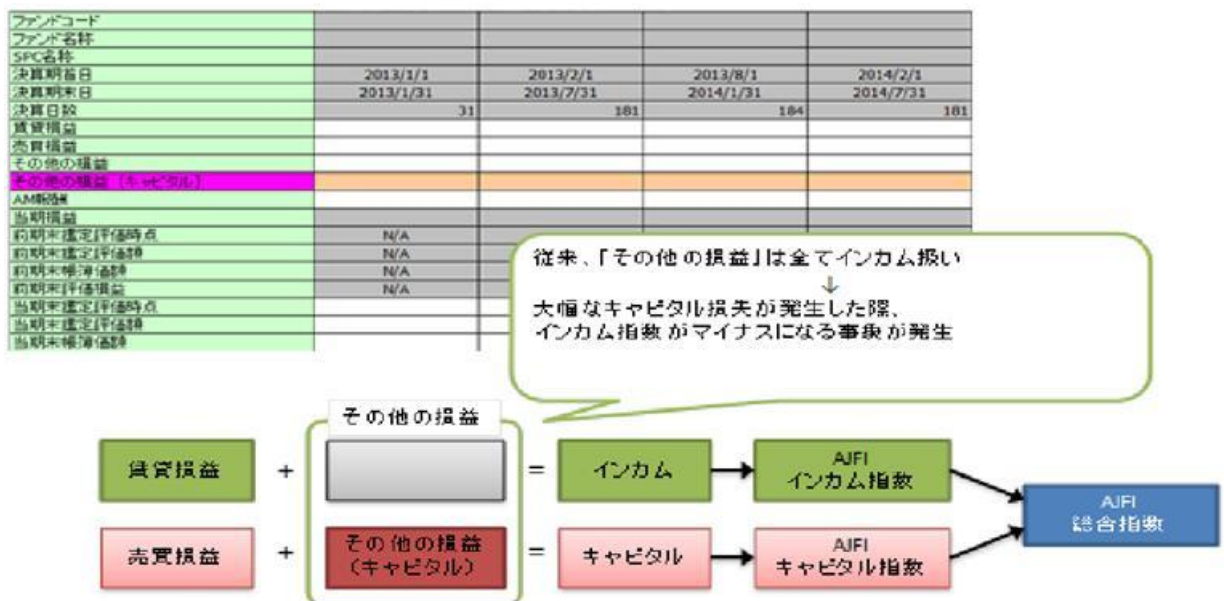 ファンドコード
ファンド名称
SPC名称
決算期首日 2013/1/1 2013/2/1 2013/8/1 2014/2/1
決算期末日 2013/1/31 2013/7/31 2014/1/31 2014/7/31
決算日数 31 181 184 181
賃貸損益
売買損益
その他の損益
その他の損益（キャピタル）
AM報酬
当期損益
前期末鑑定評価時点 N/A
前期末鑑定評価額 N/A
前期末帳簿価額 N/A
前期末評価損益 N/A
当期末鑑定評価時点
当期末鑑定評価額
当期末帳簿価額
従来、「その他の損益」は全てインカム扱い
↓
大幅なキャピタル損失が発生した際、
インカム指数がマイナスになる事象が発生
その他の損益
賃貸損益 + = インカム AJFI
インカム指数
売買損益 + その他の損益
（キャピタル） = キャピタル AJFI
キャピタル指数
AJFI
総合指数